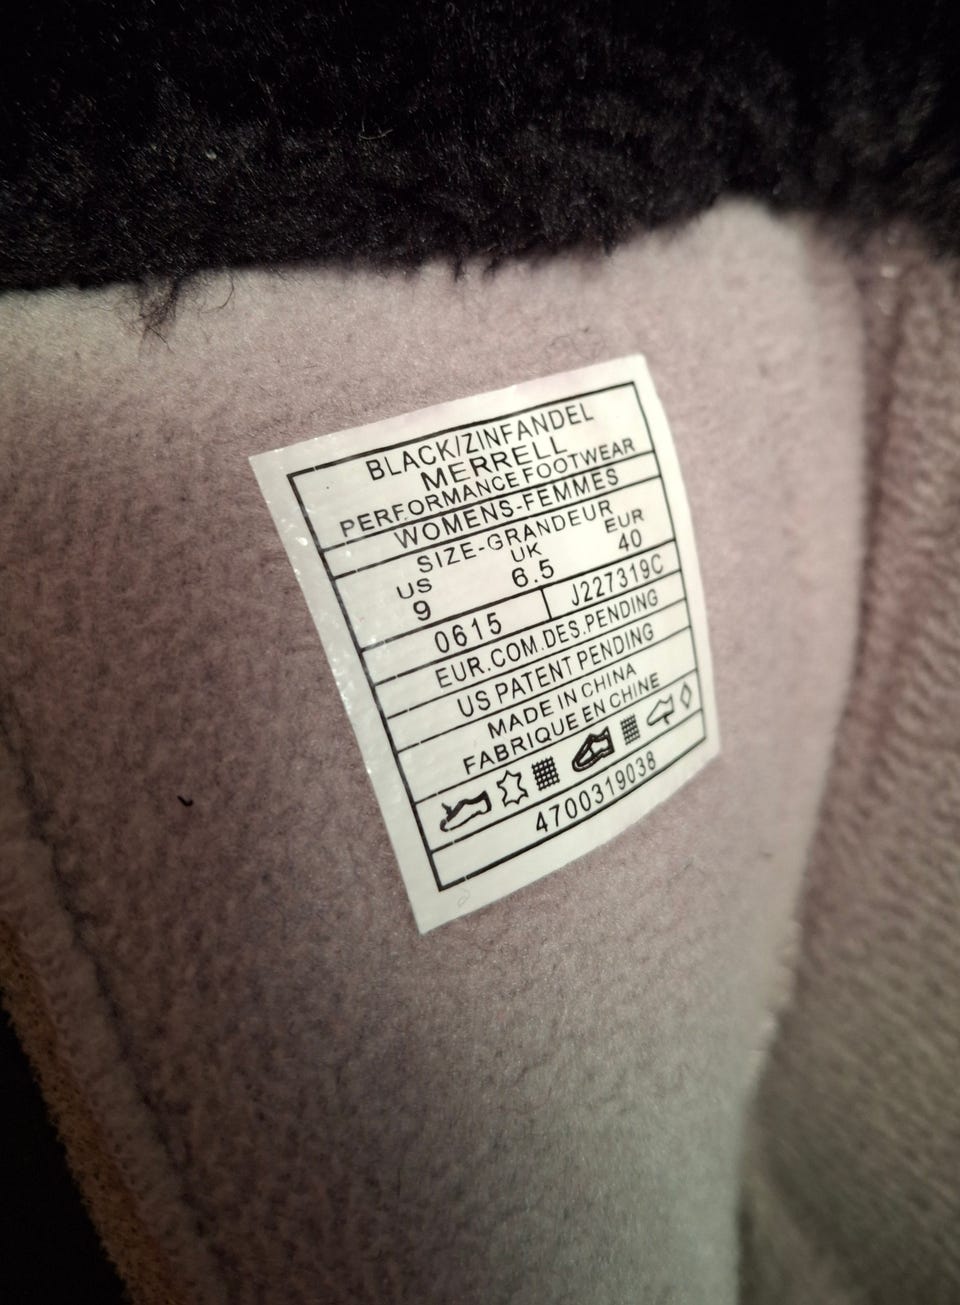 BLACK/ZINFANDEL
MERRELL
PERFORMANCE FOOTWEAR
WOMENS-FEMMES
SIZE-GRANDEUR
US UK EUR
9 6.5 40
0615 J227319C
EUR.COM.DES.PENDING
US PATENT PENDING
MADE IN CHINA
FABRIQUE EN CHINE
4700319038